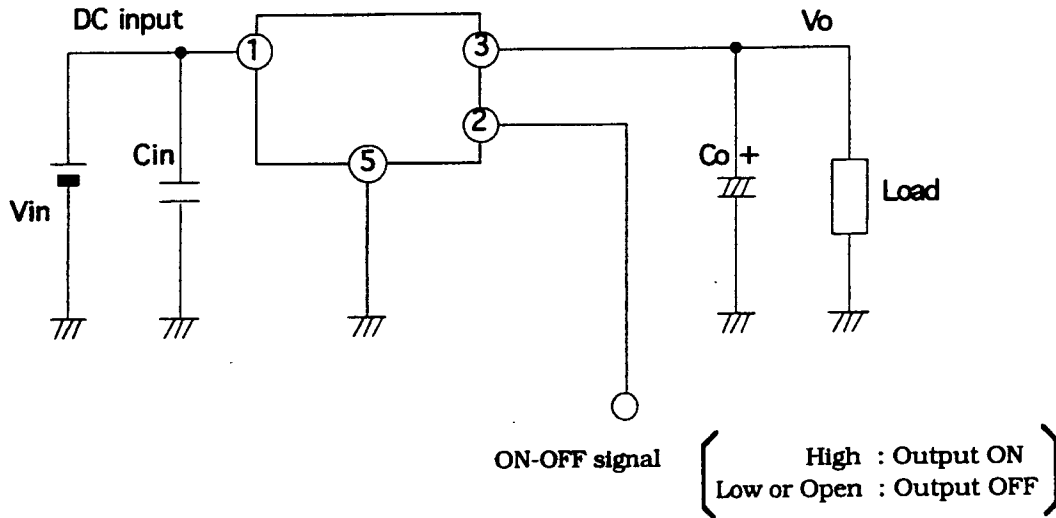 DC input
Vo
1
3
2
5
Cin
Vin
Co +
Load
ON-OFF signal
High : Output ON
Low or Open : Output OFF